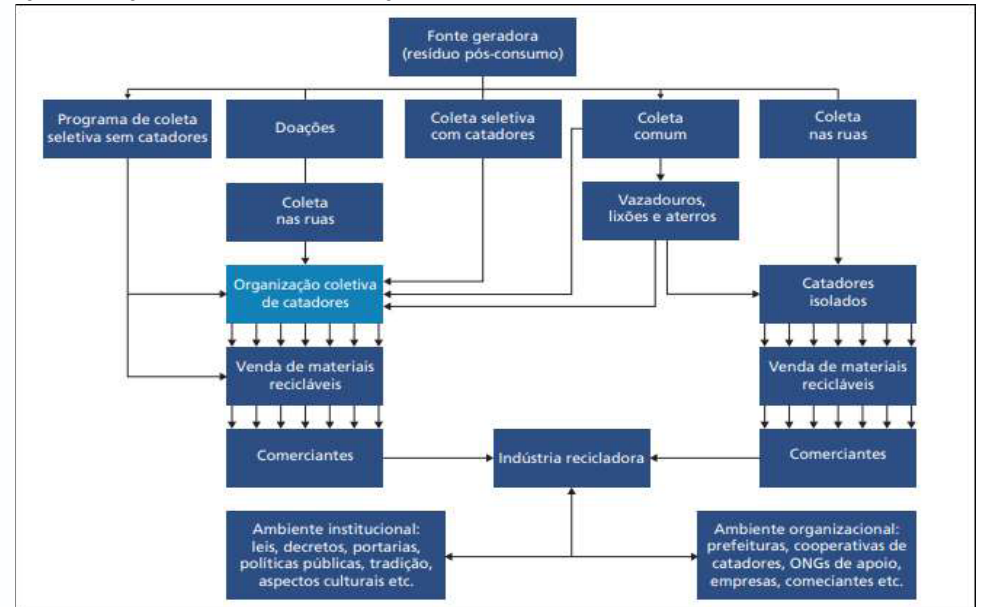 Fonte geradora
(resíduo pós-consumo)
Programa de coleta
seletiva sem catadores
Doações
Coleta seletiva
com catadores
Coleta
comum
Coleta
nas ruas
Coleta
nas ruas
Vazadouros,
lixões e aterros
Organização coletiva
de catadores
Catadores
isolados
Venda de materiais
recicláveis
Venda de materiais
recicláveis
Comerciantes
Indústria recicladora
Comerciantes
Ambiente institucional:
leis, decretos, portarias,
políticas públicas, tradição,
aspectos culturais etc.
Ambiente organizacional:
prefeituras, cooperativas de
catadores, ONGs de apoio,
empresas, comeciantes etc.